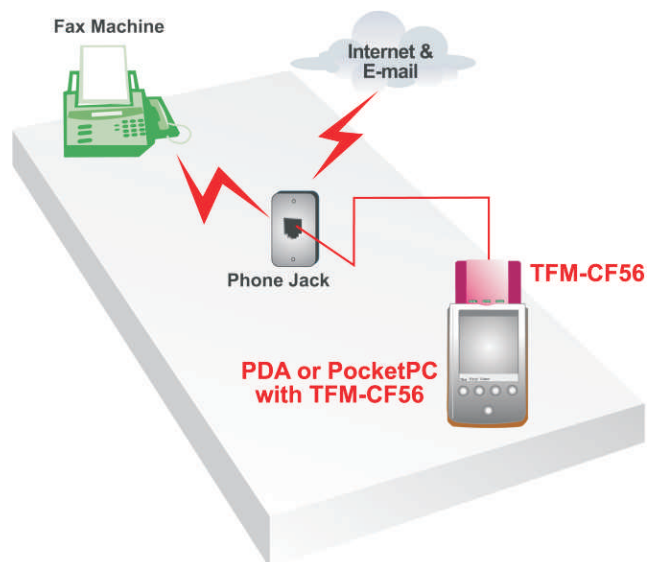 Fax Machine
Internet &
E-mail
Phone Jack
TFM-CF56
PDA or PocketPC
with TFM-CF56